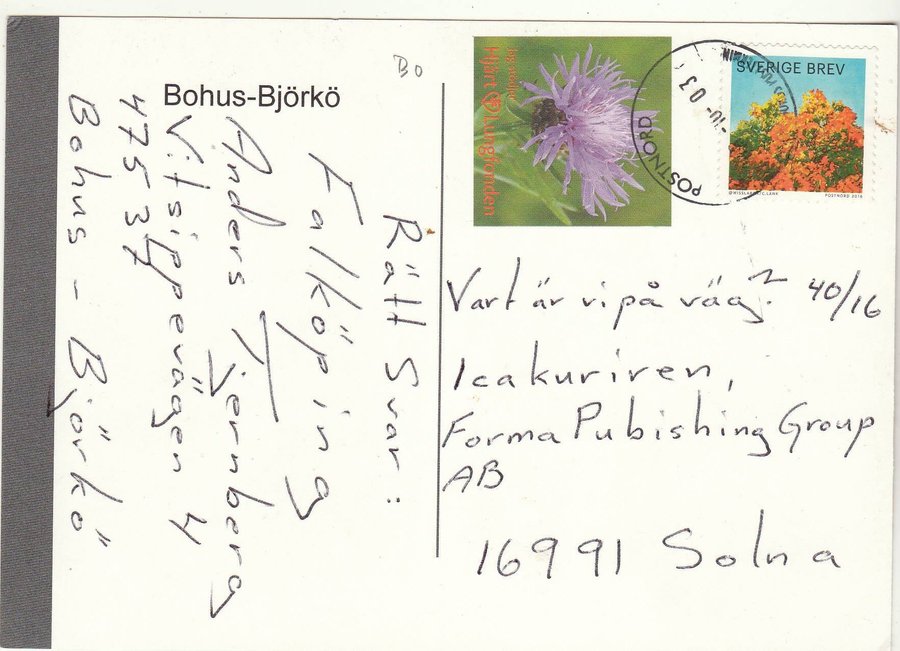 Bohus-Björkö
BO
Rätt Svar:
Falköping
Anders Jernberg
Vitsippevägen 4
475 37
Bohus - Björkö
Hjärt Lungfonden
POSTNORD
SVERIGE BREV
POSTNORD 2016
Vart är vi på väg? 40/16
Icakuriren,
Forma Pubishing Group
AB
16991 Solna